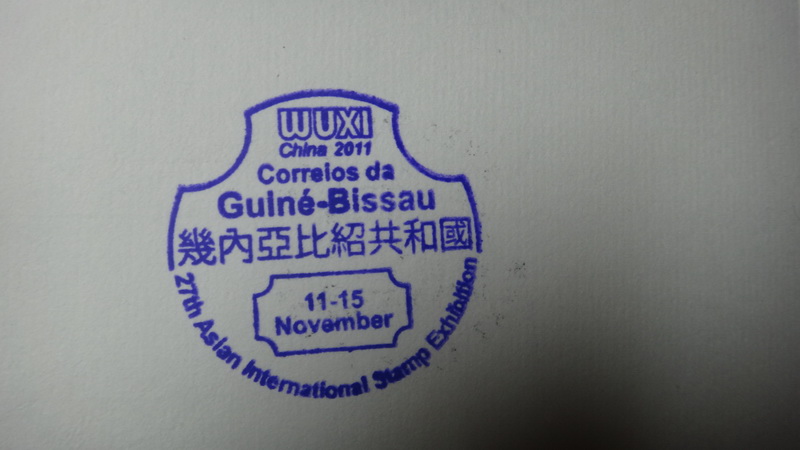 WUXI
China 2011
Correios da
Guiné-Bissau
幾內亞比紹共和國
11-15
November
27th Asian International Stamp Exhibition